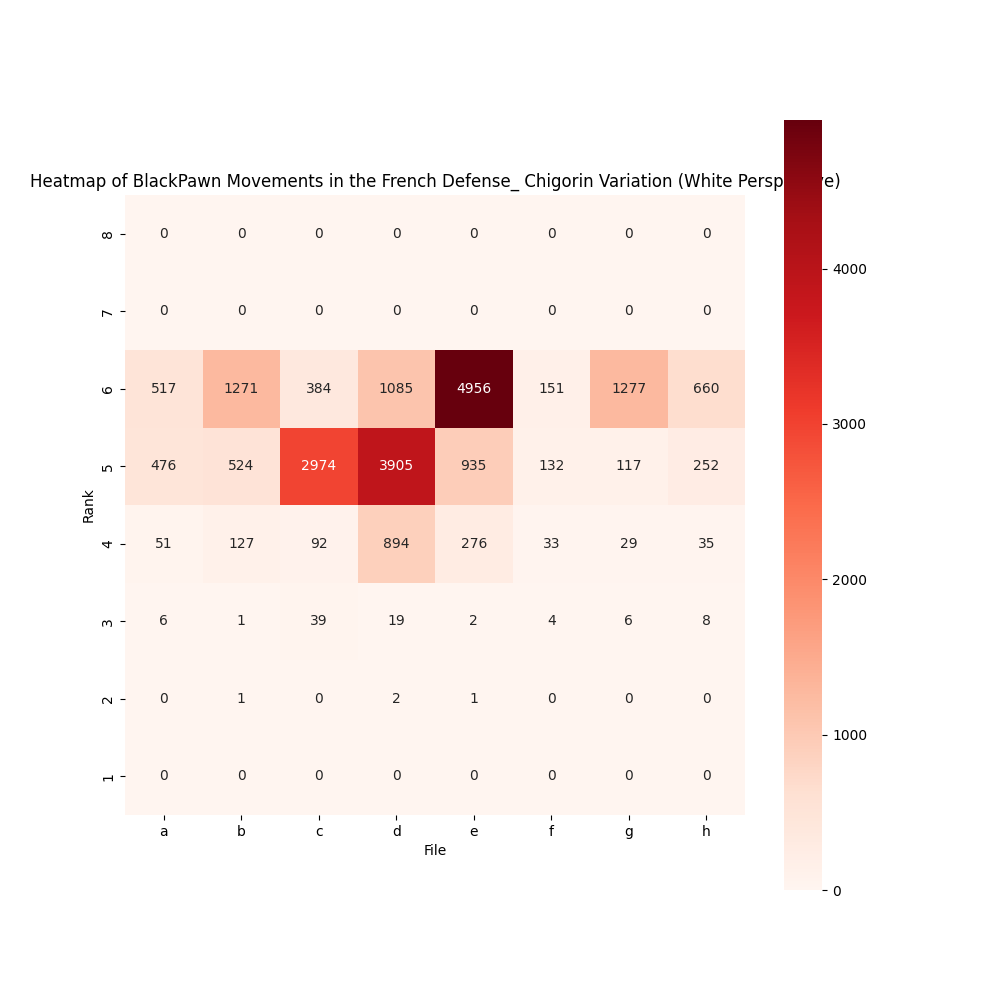 Heatmap of BlackPawn Movements in the French Defense_ Chigorin Variation (White Persp ve)
8 0 0 0 0 0 0 0 0
7 0 0 0 0 0 0 0 0
6 517 1271 384 1085 4956 151 1277 660
5 476 524 2974 3905 935 132 117 252
4 51 127 92 894 276 33 29 35
3 6 1 39 19 2 4 6 8
2 0 1 0 2 1 0 0 0
1 0 0 0 0 0 0 0 0
a b c d e f g h
File
Rank
4000
3000
2000
1000
0